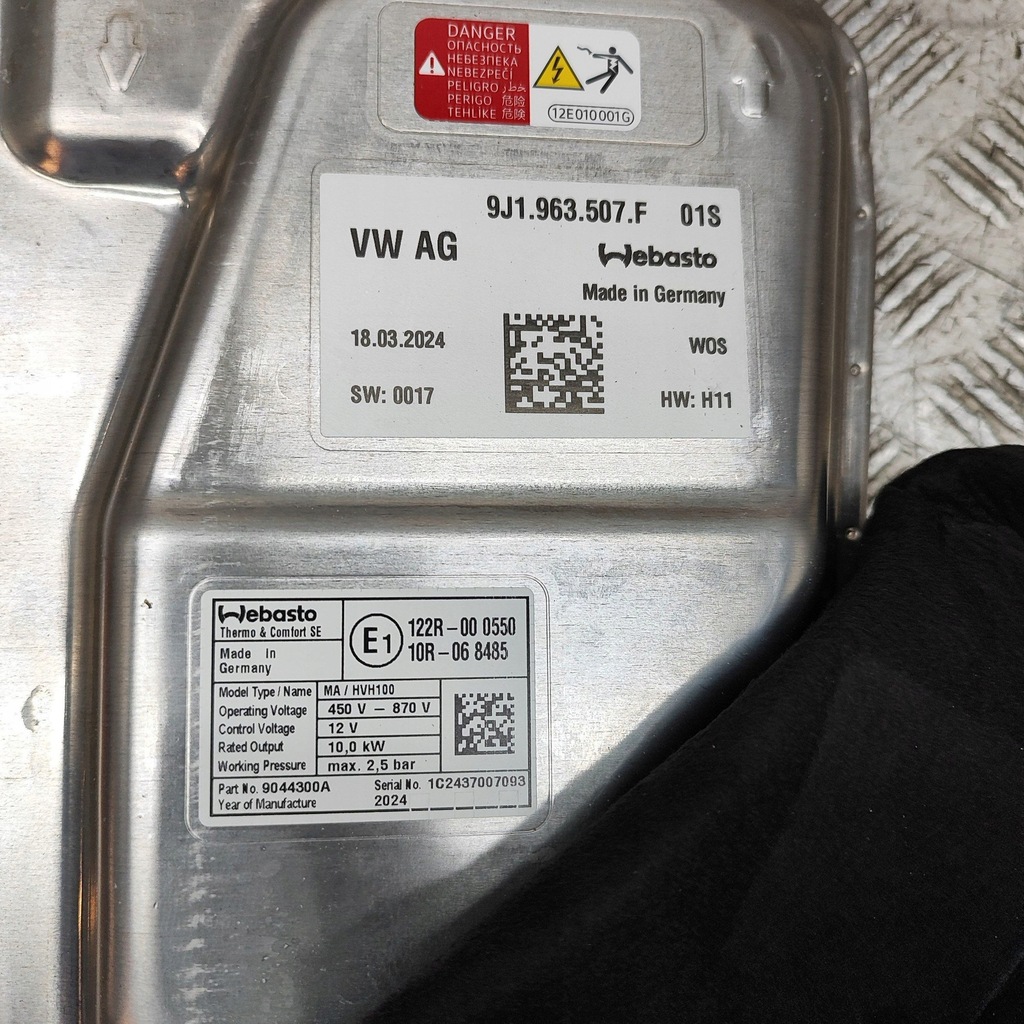 DANGER
ОПАСНОСТЬ
НЕБЕЗПЕКА
NEBEZPEČÍ
PELIGRO خطر
PERIGO 危险
TEHLİKE 危険
12E010001G
9J1.963.507.F 01S
VW AG
Webasto
Made in Germany
18.03.2024
WOS
SW: 0017
HW: H11
Webasto
Thermo & Comfort SE
Made In
Germany
E1
122R-00 0550
10R-06 8485
Model Type / Name MA / HVH100
Operating Voltage 450 V - 870 V
Control Voltage 12 V
Rated Output 10,0 kW
Working Pressure max. 2,5 bar
Part No. 9044300A Serial No. 1C2437007093
Year of Manufacture 2024